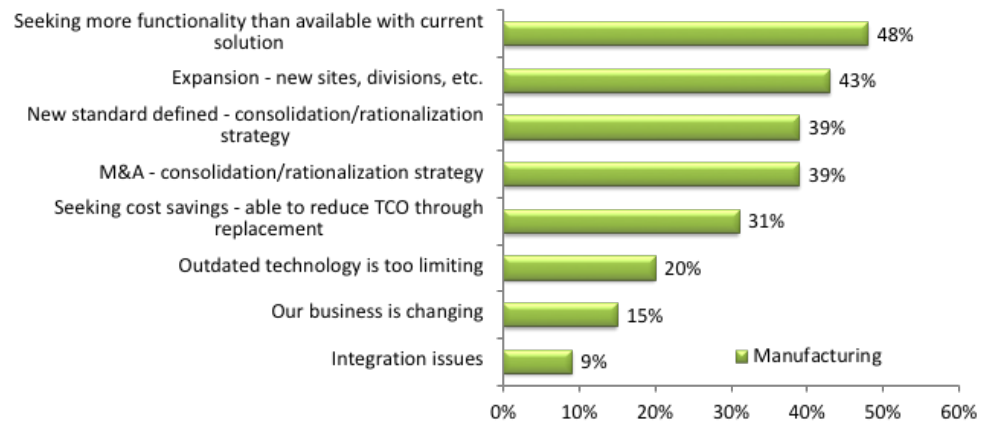 Seeking more functionality than available with current
solution
48%
Expansion - new sites, divisions, etc.
43%
New standard defined - consolidation/rationalization
strategy
39%
M&A - consolidation/rationalization strategy
39%
Seeking cost savings - able to reduce TCO through
replacement
31%
Outdated technology is too limiting
20%
Our business is changing
15%
Integration issues
9%
Manufacturing
0% 10% 20% 30% 40% 50% 60%